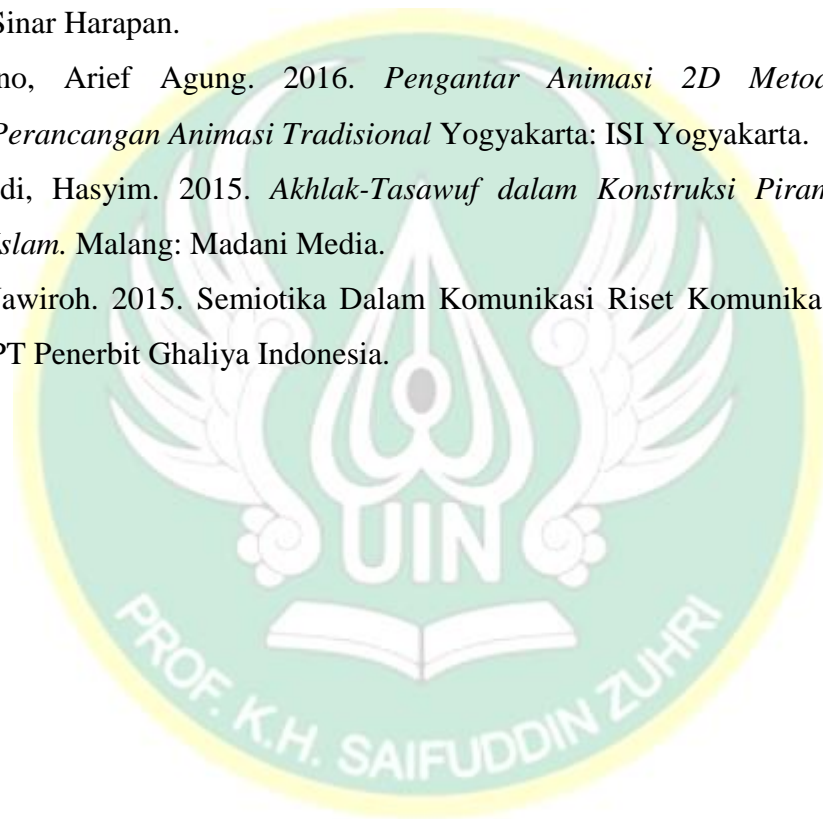 Sinar Harapan.
no, Arief Agung. 2016. Pengantar Animasi 2D Metod
Perancangan Animasi Tradisional Yogyakarta: ISI Yogyakarta.
di, Hasyim. 2015. Akhlak-Tasawuf dalam Konstruksi Piram
Islam. Malang: Madani Media.
awiroh. 2015. Semiotika Dalam Komunikasi Riset Komunika
PT Penerbit Ghaliya Indonesia.
UIN
PROF. K.H. SAIFUDDIN ZUHRI